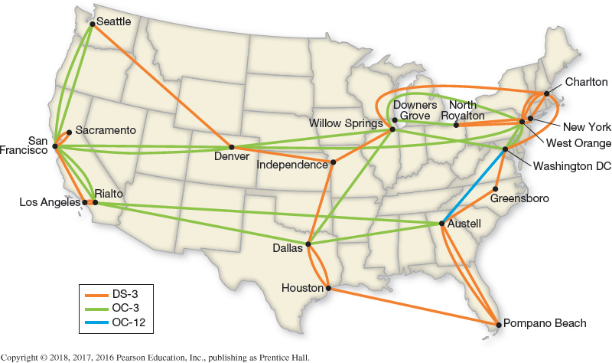 Seattle
Charlton
Downers
Grove
North
Royalton
Willow Springs
New York
Sacramento
West Orange
San
Francisco
Denver
Independence
Washington DC
Rialto
Los Angeles
Greensboro
Austell
Dallas
Houston
DS-3
OC-3
OC-12
Pompano Beach
Copyright © 2018, 2017, 2016 Pearson Education, Inc., publishing as Prentice Hall.